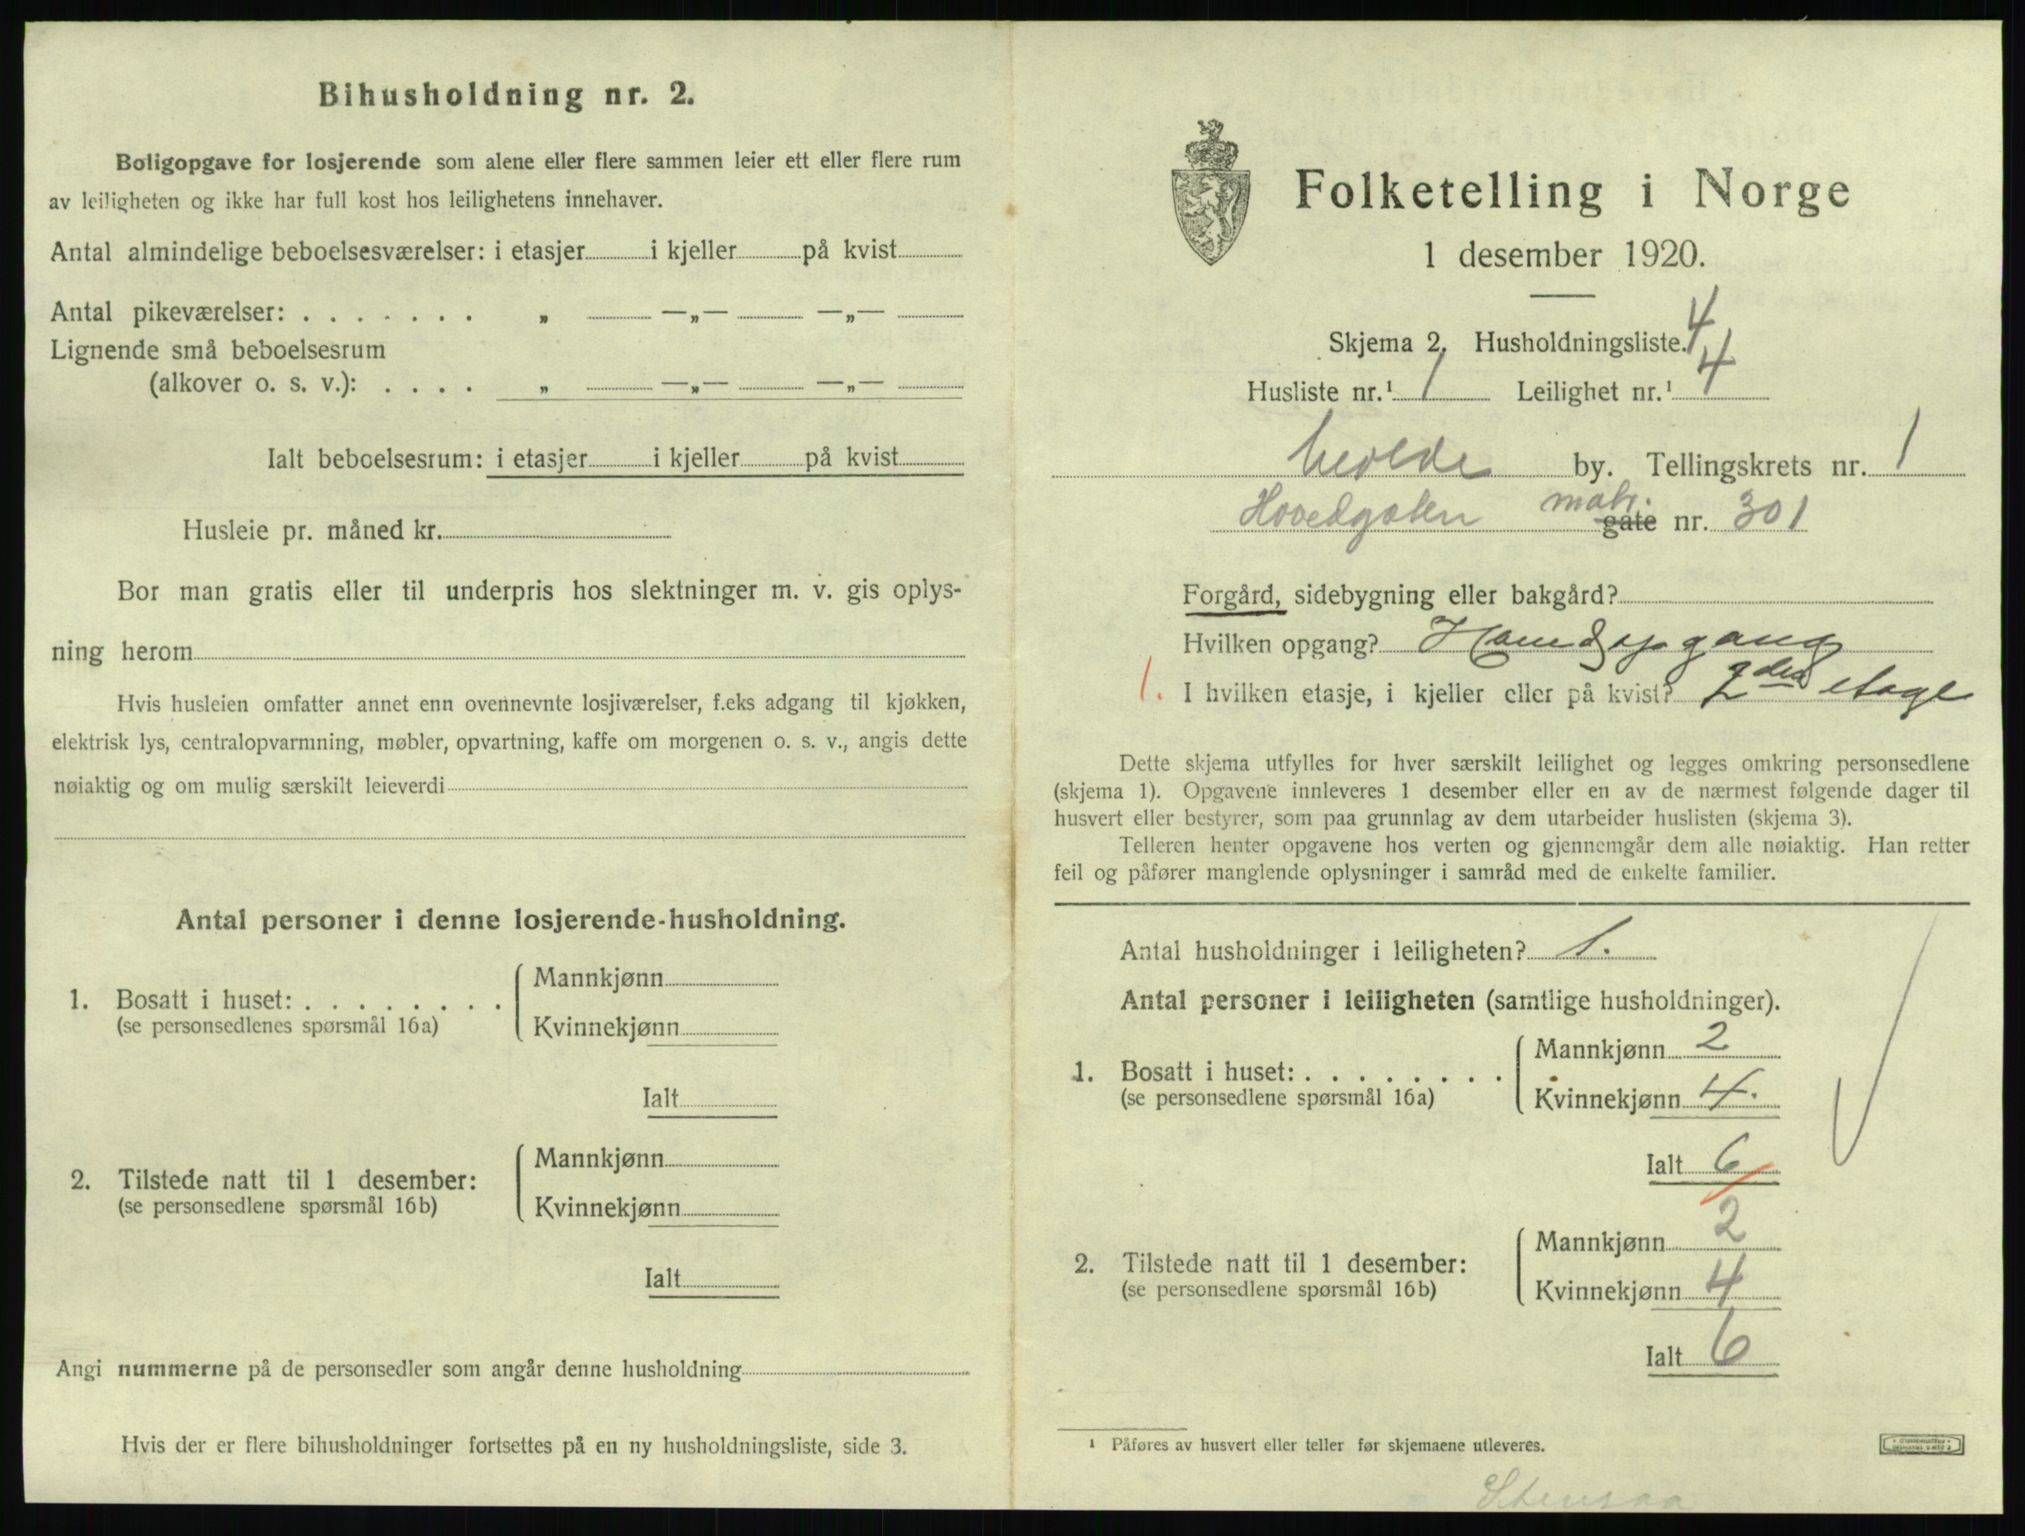 Bihusholdning nr. 2.
Boligopgave for losjerende som alene eller flere sammen leier ett eller flere rum
av leiligheten og ikke har full kost hos leilighetens innehaver.
Antal almindelige beboelsesværelser: i etasjer i kjeller på kvist
Antal pikeværelser: . . . . . . . „ —„— —„—
Lignende små beboelsesrum
(alkover o. s. v.): . . . . „ —„— —„—
Ialt beboelsesrum: i etasjer i kjeller på kvist
Husleie pr. måned kr.
Bor man gratis eller til underpris hos slektninger m. v. gis oplys-
ning herom
Hvis husleien omfatter annet enn ovennevnte losjiværelser, f.eks adgang til kjøkken,
elektrisk lys, centralopvarmning, møbler, opvartning, kaffe om morgenen o. s. v., angis dette
nøiaktig og om mulig særskilt leieverdi
Antal personer i denne losjerende-husholdning.
1. Bosatt i huset: . . . . . . . . Mannkjønn
(se personsedlenes spørsmål 16a) Kvinnekjønn
Ialt
2. Tilstede natt til 1 desember: Mannkjønn
(se personsedlene spørsmål 16b) Kvinnekjønn
Ialt
Angi nummerne på de personsedler som angår denne husholdning
Hvis der er flere bihusholdninger fortsettes på en ny husholdningsliste, side 3.
Folketelling i Norge
1 desember 1920.
Skjema 2. Husholdningsliste. 4
Husliste nr.¹ 1 Leilighet nr.¹ 4
Molde by. Tellingskrets nr. 1
Hovedgaten matr. gate nr. 301
Forgård, sidebygning eller bakgård?
Hvilken opgang?
1. I hvilken etasje, i kjeller eller på kvist? 2den etage
Dette skjema utfylles for hver særskilt leilighet og legges omkring personsedlene
(skjema 1). Opgavene innleveres 1 desember eller en av de nærmest følgende dager til
husvert eller bestyrer, som paa grunnlag av dem utarbeider huslisten (skjema 3).
Telleren henter opgavene hos verten og gjennemgår dem alle nøiaktig. Han retter
feil og påfører manglende oplysninger i samråd med de enkelte familier.
Antal husholdninger i leiligheten? 1.
Antal personer i leiligheten (samtlige husholdninger).
1. Bosatt i huset: . . . . . . . . Mannkjønn 2
(se personsedlene spørsmål 16a) Kvinnekjønn 4.
Ialt 6
2. Tilstede natt til 1 desember: Mannkjønn 2
(se personsedlene spørsmål 16b) Kvinnekjønn 4
Ialt 6
¹ Påføres av husvert eller teller før skjemaene utleveres.
Stensaa